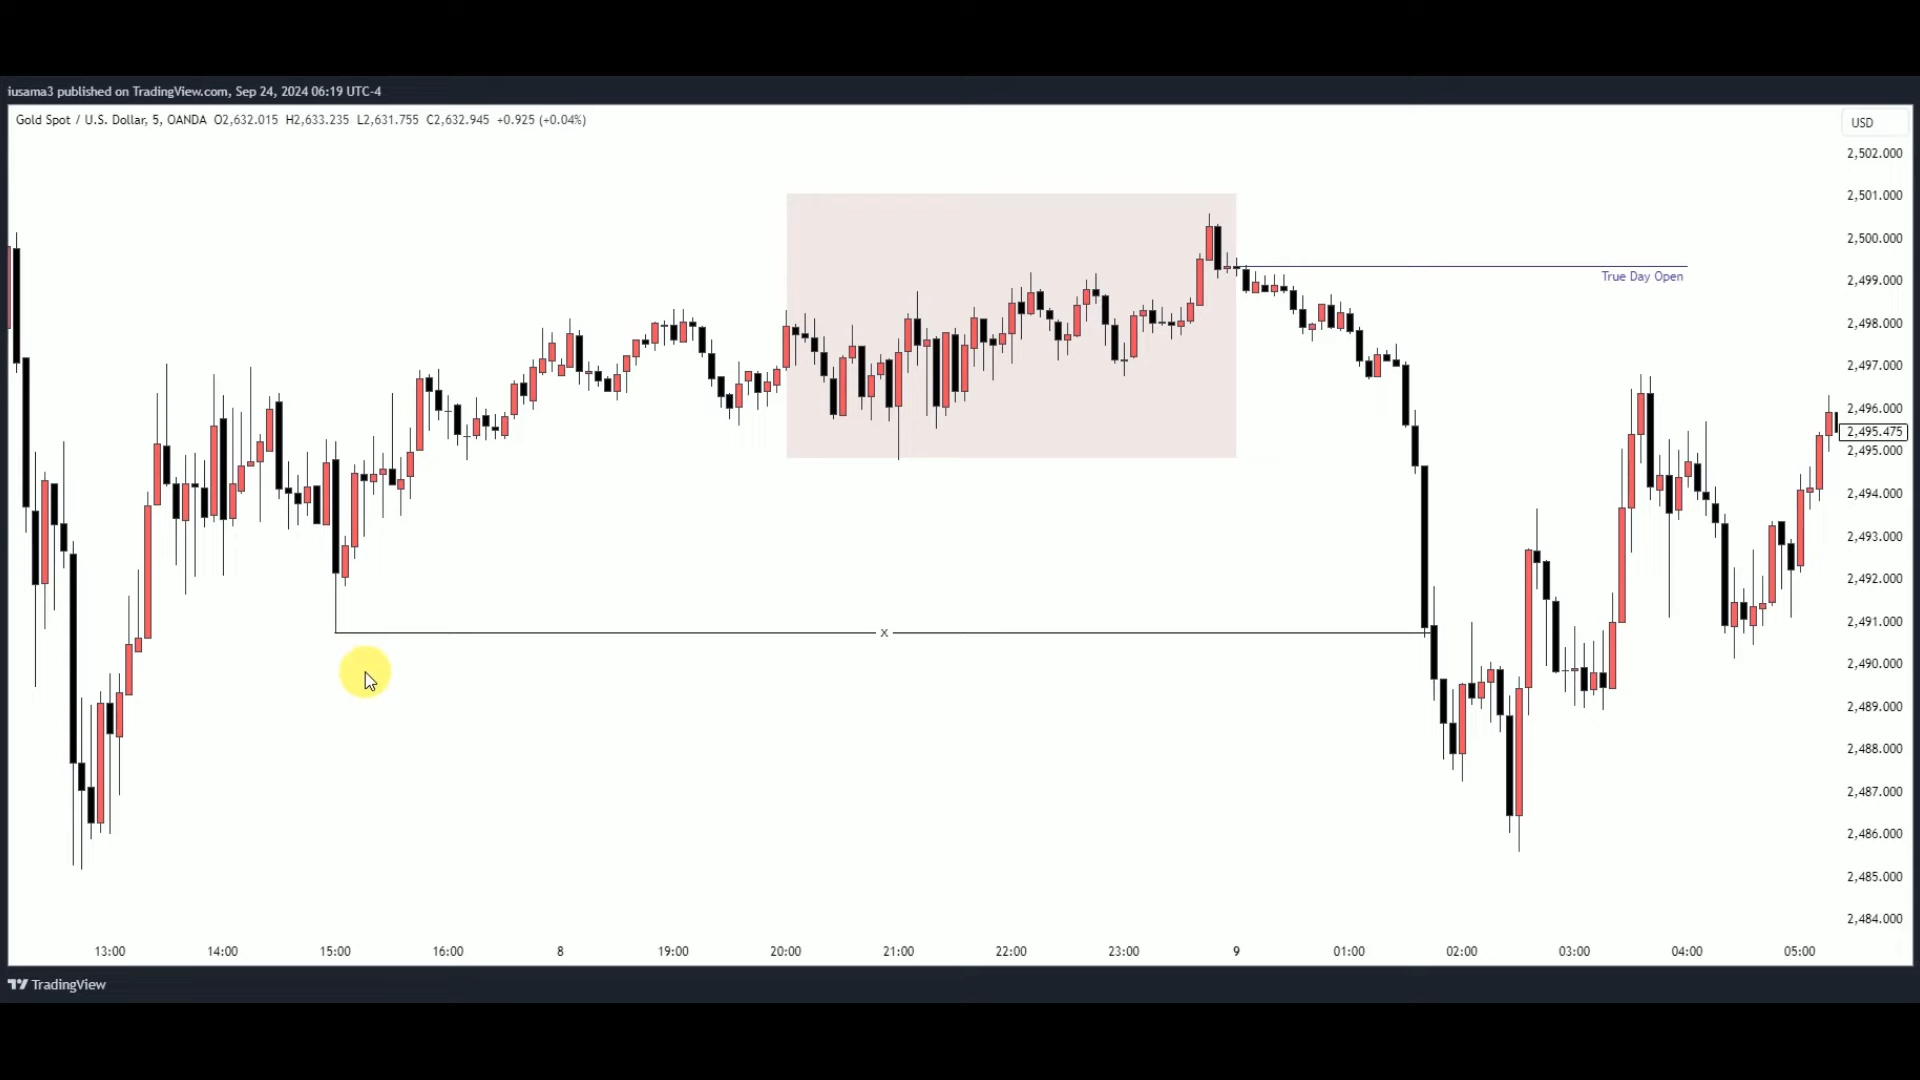 iusama3 published on TradingView.com, Sep 24, 2024 06:19 UTC-4
Gold Spot / U.S. Dollar, 5, OANDA O2,632.015 H2,633.235 L2,631.755 C2,632.945 +0.925 (+0.04%)
USD
2,502.000
2,501.000
2,500.000
2,499.000
True Day Open
2,498.000
2,497.000
2,496.000
2,495.475
2,495.000
2,494.000
2,493.000
2,492.000
2,491.000
x
2,490.000
2,489.000
2,488.000
2,487.000
2,486.000
2,485.000
2,484.000
13:00 14:00 15:00 16:00 8 19:00 20:00 21:00 22:00 23:00 9 01:00 02:00 03:00 04:00 05:00
TradingView